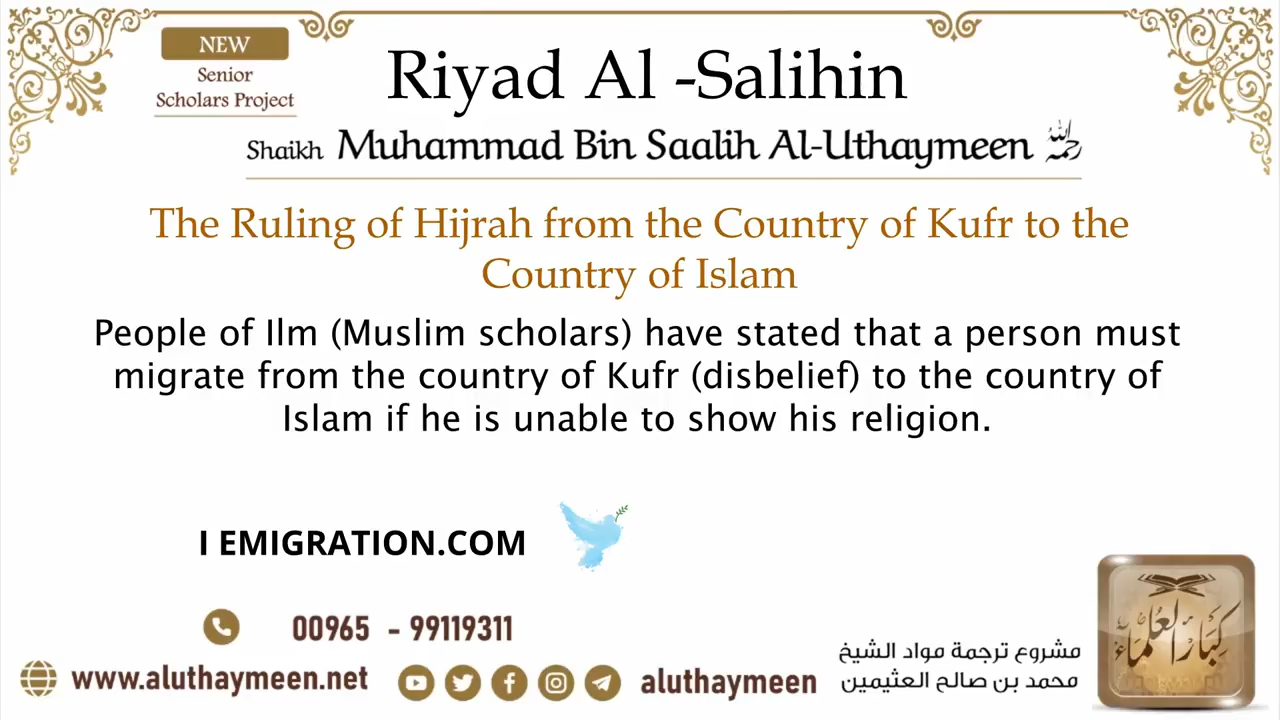 NEW
Senior
Scholars Project
Riyad Al -Salihin
Shaikh Muhammad Bin Saalih Al-Uthaymeen رحمه الله
The Ruling of Hijrah from the Country of Kufr to the
Country of Islam
People of Ilm (Muslim scholars) have stated that a person must
migrate from the country of Kufr (disbelief) to the country of
Islam if he is unable to show his religion.
I EMIGRATION.COM
00965 - 99119311
www.aluthaymeen.net
aluthaymeen
مشروع ترجمة مواد الشيخ
محمد بن صالح العثيمين
كبار العلماء